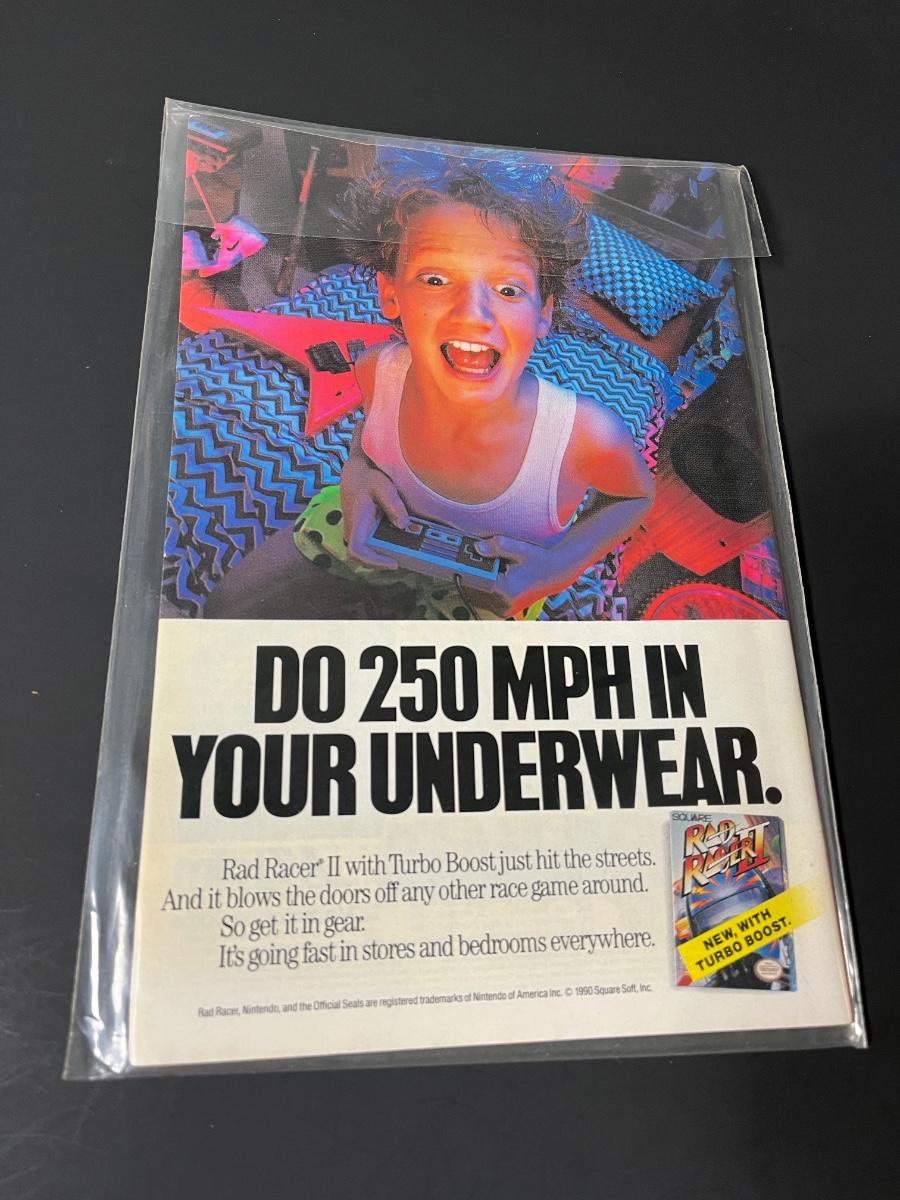 DO 250 MPH IN
YOUR UNDERWEAR.
Rad Racer® II with Turbo Boost just hit the streets.
And it blows the doors off any other race game around.
So get it in gear.
It's going fast in stores and bedrooms everywhere.
SQUARE
RAD
RACER II
NEW, WITH
TURBO BOOST.
Rad Racer, Nintendo, and the Official Seals are registered trademarks of Nintendo of America Inc. © 1990 Square Soft, Inc.